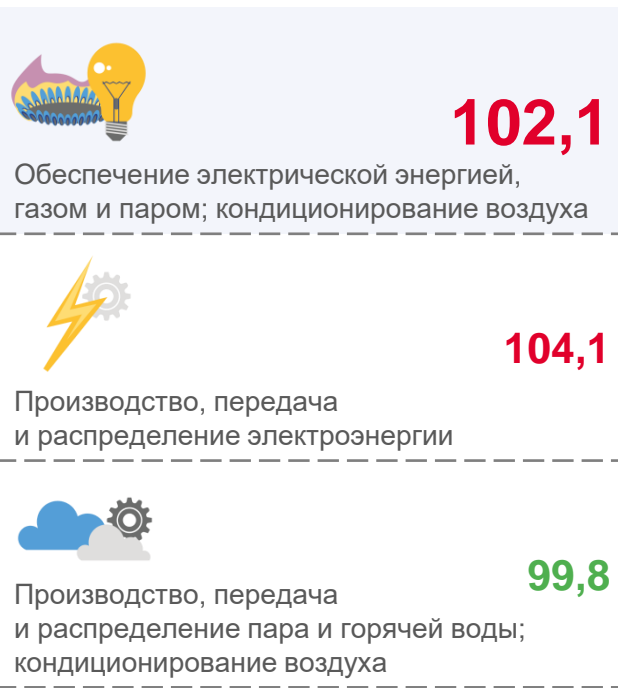 102,1
Обеспечение электрической энергией,
газом и паром; кондиционирование воздуха
104,1
Производство, передача
и распределение электроэнергии
99,8
Производство, передача
и распределение пара и горячей воды;
кондиционирование воздуха